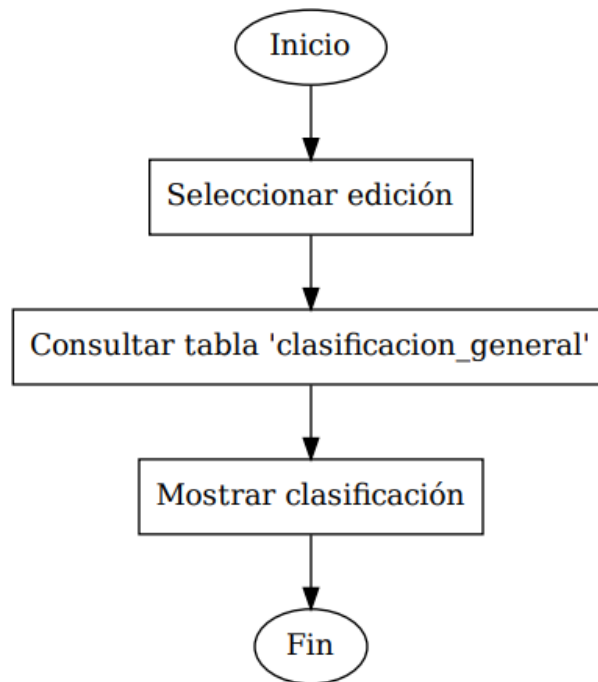 Inicio
Seleccionar edición
Consultar tabla 'clasificacion_general'
Mostrar clasificación
Fin